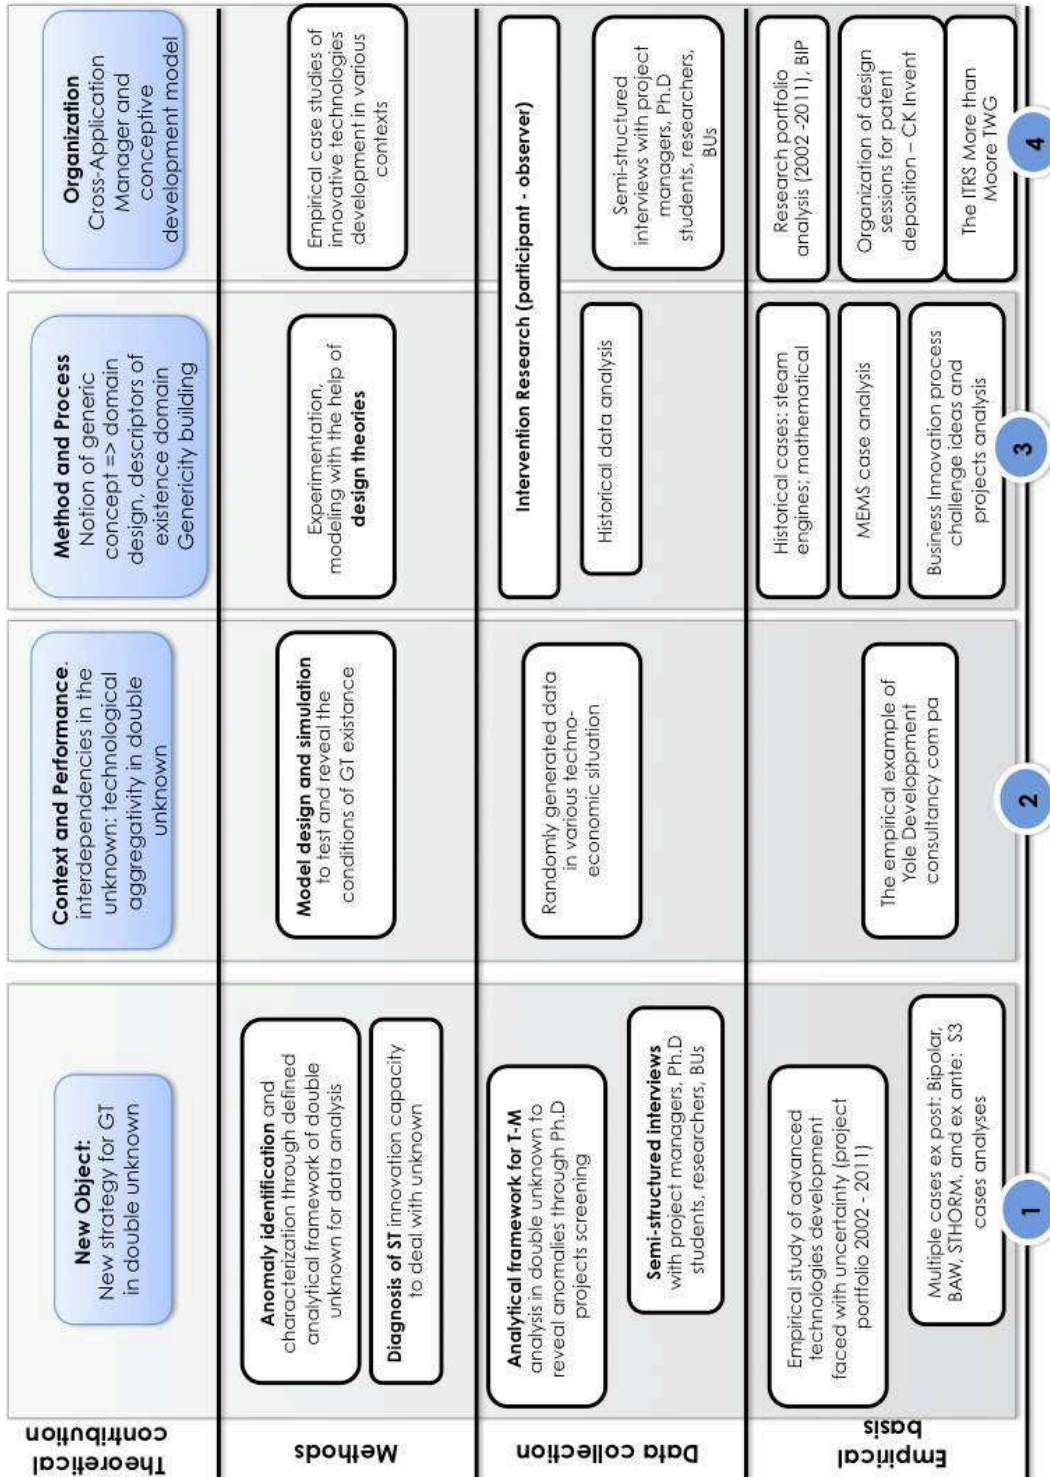 Theoretical
contribution
New Object:
New strategy for GT
in double unknown
Context and Performance.
interdependencies in the
unknown: technological
aggregativity in double
unknown
Method and Process
Notion of generic
concept => domain
design, descriptors of
existence domain
Genericity building
Organization
Cross-Application
Manager and
conceptive
development model
Methods
Anomaly identification and
characterization through defined
analytical framework of double
unknown for data analysis
Diagnosis of ST innovation capacity
to deal with unknown
Model design and simulation
to test and reveal the
conditions of GT existance
Experimentation,
modeling with the help of
design theories
Empirical case studies of
innovative technologies
development in various
contexts
Data collection
Analytical framework for T-M
analysis in double unknown to
reveal anomalies through Ph.D
projects screening
Semi-structured interviews
with project managers, Ph.D
students, researchers, BUs
Randomly generated data
in various techno-
economic situation
Intervention Research (participant - observer)
Historical data analysis
Semi-structured
interviews with project
managers, Ph.D
students, researchers,
BUs
Empirical
basis
Empirical study of advanced
technologies development
faced with uncertainty (project
portfolio 2002 - 2011)
Multiple cases ex post: Bipolar,
BAW, STHORM, and ex ante: S3
cases analyses
The empirical example of
Yole Developpment
consultancy com pa
Historical cases: steam
engines; mathematical
MEMS case analysis
Business Innovation process
challenge ideas and
projects analysis
Research portfolio
analysis (2002 -2011), BIP
Organization of design
sessions for patent
deposition – CK Invent
The ITRS More than
Moore TWG
1
2
3
4